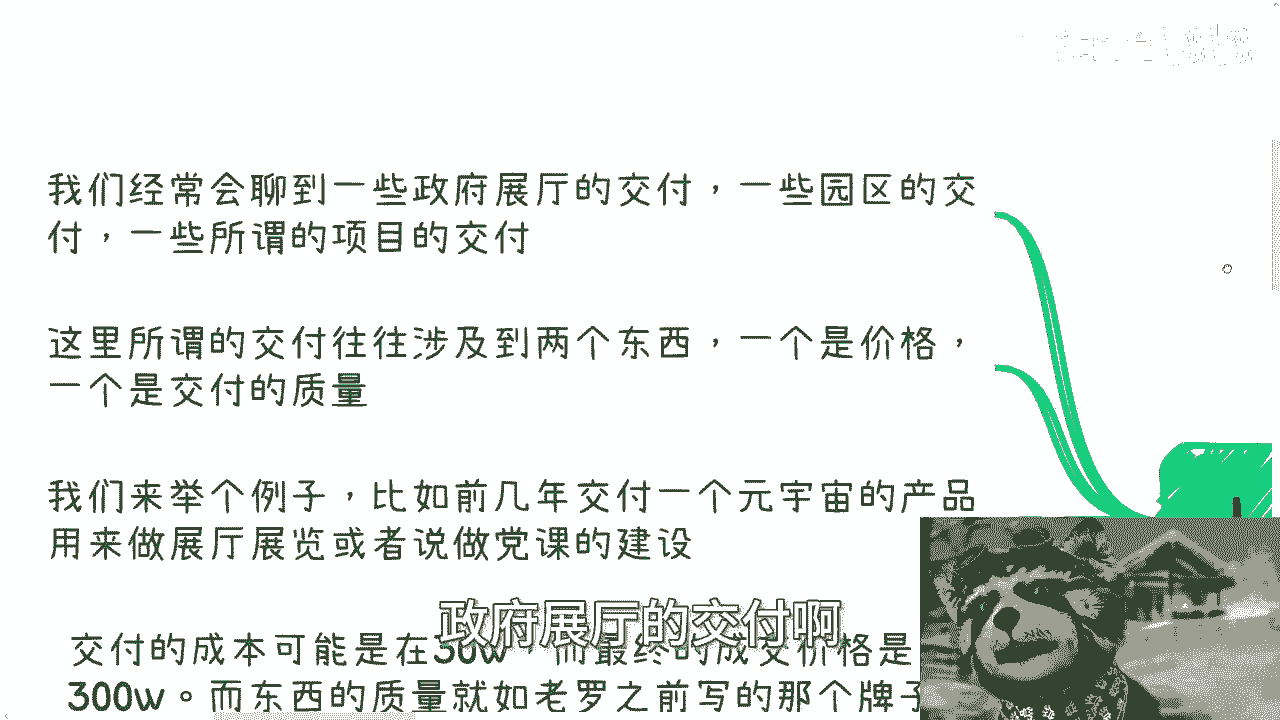 我们经常会聊到一些政府展厅的交付，一些园区的交
付，一些所谓的项目的交付
这里所谓的交付往往涉及到两个东西，一个是价格，
一个是交付的质量
我们来举个例子，比如前几年交付一个元宇宙的产品
用来做展厅展览或者说做党课的建设
政府展厅的交付啊
交付的成本可能是在30w 而最终的成交价格是
300w。而东西的质量就如老罗之前写的那个牌子